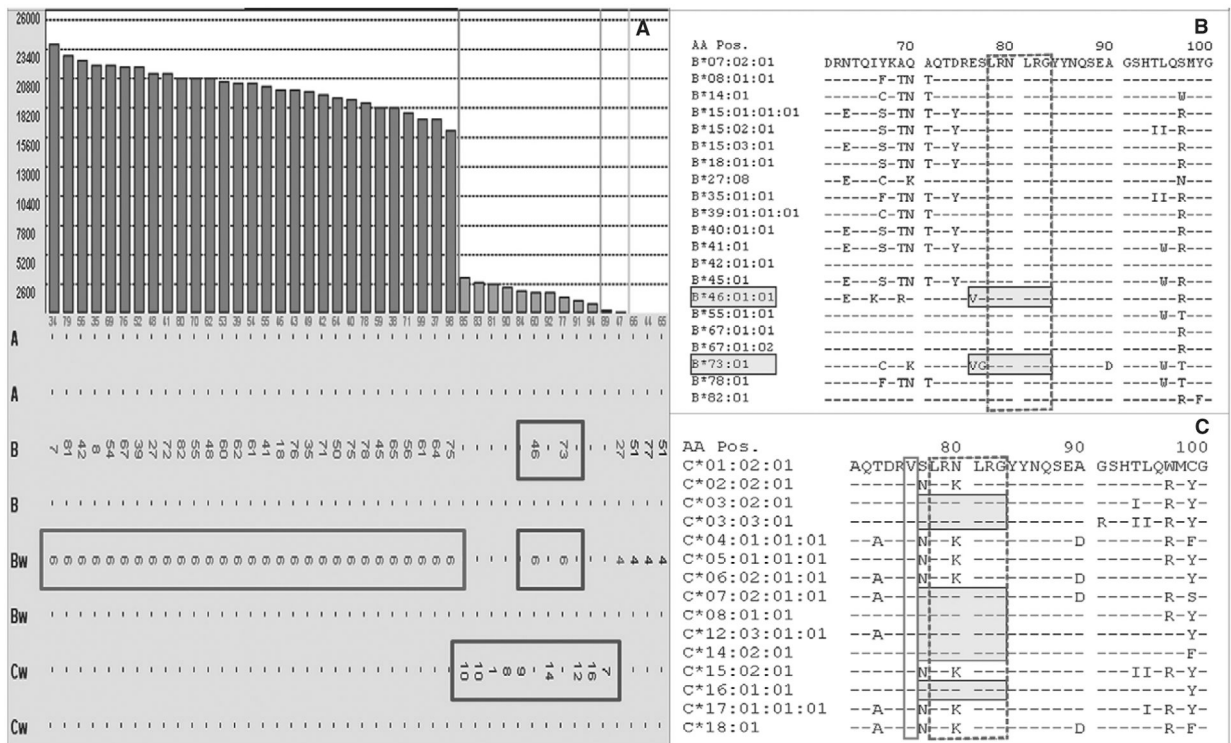 A
26000
23400
20800
18200
15600
13000
10400
7800
5200
2600
34 79 56 35 69 76 52 48 41 80 70 62 53 39 54 55 46 43 49 42 64 40 78 59 38 71 99 37 98 85 83 81 90 84 60 92 77 91 94 89 47 66 44 65
A
A
B 7 81 42 8 54 67 39 27 72 82 55 48 60 62 61 41 18 76 35 71 50 75 78 45 65 56 61 64 75 46 73 27 51 77 51
B
Bw 6 6 6 6 6 6 6 6 6 6 6 6 6 6 6 6 6 6 6 6 6 6 6 6 6 6 6 6 6 6 6 4 4 4 4
Bw
Cw 10 10 1 8 9 14 12 16 7
Cw
B
AA Pos. 70 80 90 100
B*07:02:01 DRNTQIYKAQ AQTDRESLRN LRGYYNQSEA GSHTLQSMYG
B*08:01:01 -----F-TN T--------- ---------- ----------
B*14:01 -----C-TN T--------- ---------- ------W---
B*15:01:01:01 --E--S-TN T--Y------ ---------- ------R---
B*15:02:01 -----S-TN T--Y------ ---------- ----II-R--
B*15:03:01 --E--S-TN T--Y------ ---------- ------R---
B*18:01:01 -----S-TN T--Y------ ---------- ------R---
B*27:08 --E--C--K ---------- ---------- ------N---
B*35:01:01 -----F-TN T--Y------ ---------- ----II-R--
B*39:01:01:01 -----C-TN T--------- ---------- ------R---
B*40:01:01 --E--S-TN T--Y------ ---------- ------R---
B*41:01 --E--S-TN T--Y------ ---------- -----W-R--
B*42:01:01 ---------- ---------- ---------- ----------
B*45:01 --E--S-TN T--Y------ ---------- -----W-R--
B*46:01:01 --E--K--R- -----V---- ---------- ------R---
B*55:01:01 ---------- ---------- ---------- -----W-T--
B*67:01:01 ---------- ---------- ---------- ------R---
B*67:01:02 ---------- ---------- ---------- ------R---
B*73:01 -----C--K -----VG--- ---------D -----W-T--
B*78:01 -----F-TN T--------- ---------- -----W-T--
B*82:01 ---------- ---------- ---------- ------R-F-
C
AA Pos. 80 90 100
C*01:02:01 AQTDRVSLRN LRGYYNQSEA GSHTLQWMCG
C*02:02:01 ------N--K ---------- ------R-Y-
C*03:02:01 ---------- ---------- ----I--R-Y-
C*03:03:01 ---------- ---------- R---II-R-Y-
C*04:01:01:01 --A---N--K ---------D ------R-F-
C*05:01:01:01 ------N--K ---------- ------R-Y-
C*06:02:01:01 --A---N--K ---------D --------Y-
C*07:02:01:01 --A------- ---------D ------R-S-
C*08:01:01 ---------- ---------- ------R-Y-
C*12:03:01:01 --A------- ---------- --------Y-
C*14:02:01 ---------- ---------- --------F-
C*15:02:01 ------N--K ---------- ----II-R-Y-
C*16:01:01 ---------- ---------- --------Y-
C*17:01:01:01 --A---N--K ---------- -----I-R-Y-
C*18:01 --A---N--K ---------D ------R-F-